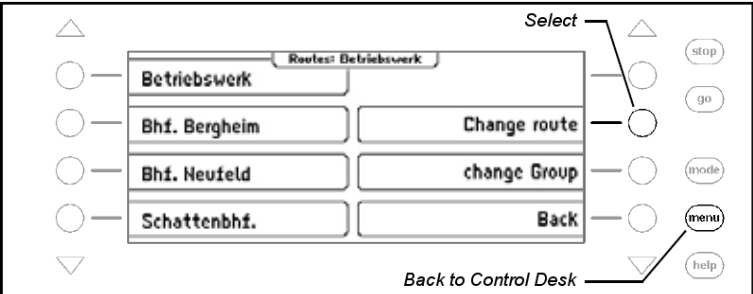 Select
Routes: Betriebswerk
stop
Betriebswerk
go
Bhf. Bergheim
Change route
Bhf. Neufeld
change Group
mode
Schattenbhf.
Back
menu
help
Back to Control Desk